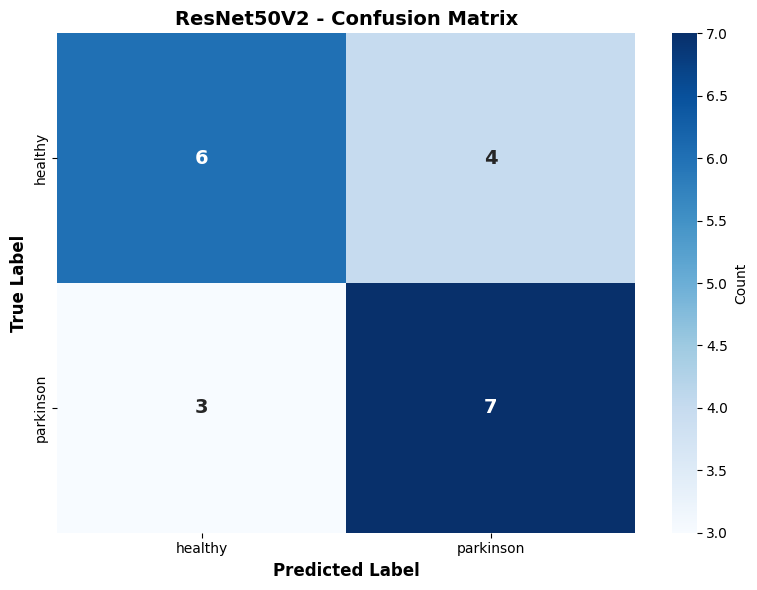 ResNet50V2 - Confusion Matrix
True Label
healthy
parkinson
6
4
3
7
healthy
parkinson
Predicted Label
7.0
6.5
6.0
5.5
5.0
4.5
4.0
3.5
3.0
Count